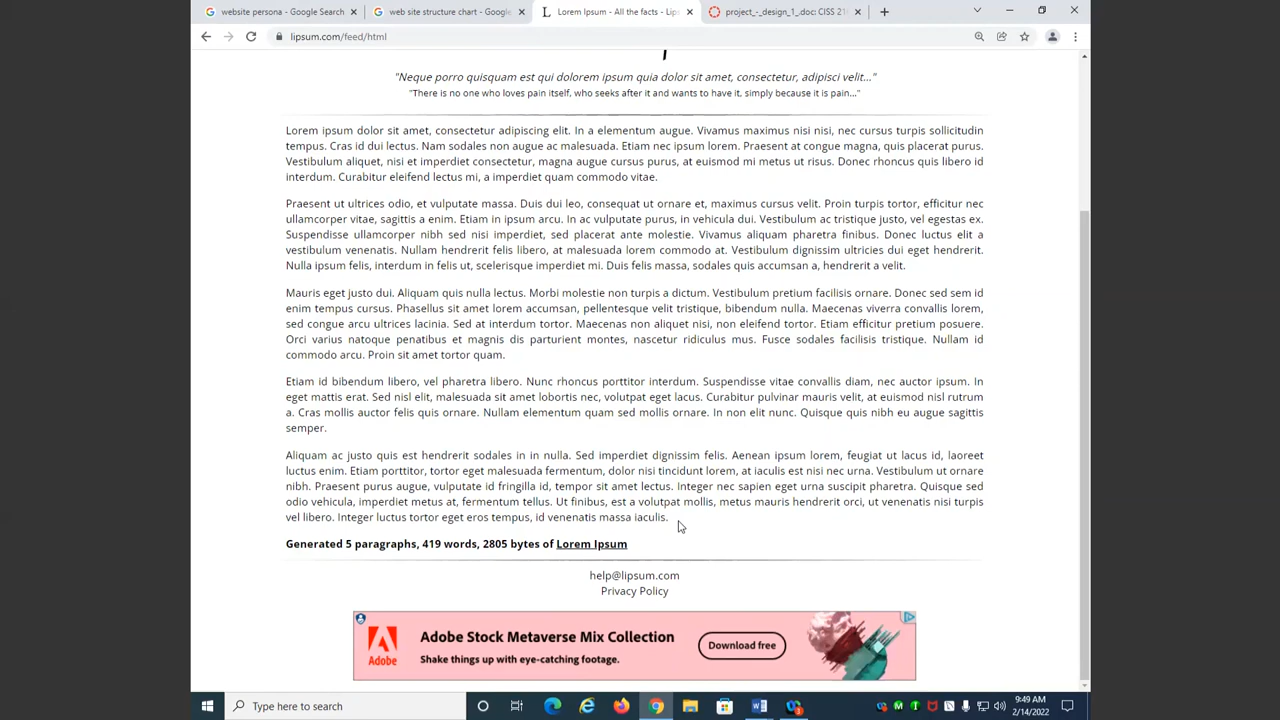 website persona - Google Search
web site structure chart - Google
Lorem Ipsum - All the facts - Lips
project_-_design_1_.doc: CISS 216
lipsum.com/feed/html
"Neque porro quisquam est qui dolorem ipsum quia dolor sit amet, consectetur, adipisci velit..."
"There is no one who loves pain itself, who seeks after it and wants to have it, simply because it is pain..."
Lorem ipsum dolor sit amet, consectetur adipiscing elit. In a elementum augue. Vivamus maximus nisi nisi, nec cursus turpis sollicitudin
tempus. Cras id dui lectus. Nam sodales non augue ac malesuada. Etiam nec ipsum lorem. Praesent at congue magna, quis placerat purus.
Vestibulum aliquet, nisi et imperdiet consectetur, magna augue cursus purus, at euismod mi metus ut risus. Donec rhoncus quis libero id
interdum. Curabitur eleifend lectus mi, a imperdiet quam commodo vitae.
Praesent ut ultrices odio, et vulputate massa. Duis dui leo, consequat ut ornare et, maximus cursus velit. Proin turpis tortor, efficitur nec
ullamcorper vitae, sagittis a enim. Etiam in ipsum arcu. In ac vulputate purus, in vehicula dui. Vestibulum ac tristique justo, vel egestas ex.
Suspendisse ullamcorper nibh sed nisi imperdiet, sed placerat ante molestie. Vivamus aliquam pharetra finibus. Donec luctus elit a
vestibulum venenatis. Nullam hendrerit felis libero, at malesuada lorem commodo at. Vestibulum dignissim ultricies dui eget hendrerit.
Nulla ipsum felis, interdum in felis ut, scelerisque imperdiet mi. Duis felis massa, sodales quis accumsan a, hendrerit a velit.
Mauris eget justo dui. Aliquam quis nulla lectus. Morbi molestie non turpis a dictum. Vestibulum pretium facilisis ornare. Donec sed sem id
enim tempus cursus. Phasellus sit amet lorem accumsan, pellentesque velit tristique, bibendum nulla. Maecenas viverra convallis lorem,
sed congue arcu ultrices lacinia. Sed at interdum tortor. Maecenas non aliquet nisi, non eleifend tortor. Etiam efficitur pretium posuere.
Orci varius natoque penatibus et magnis dis parturient montes, nascetur ridiculus mus. Fusce sodales facilisis tristique. Nullam id
commodo arcu. Proin sit amet tortor quam.
Etiam id bibendum libero, vel pharetra libero. Nunc rhoncus porttitor interdum. Suspendisse vitae convallis diam, nec auctor ipsum. In
eget mattis erat. Sed nisl elit, malesuada sit amet lobortis nec, volutpat eget lacus. Curabitur pulvinar mauris velit, at euismod nisl rutrum
a. Cras mollis auctor felis quis ornare. Nullam elementum quam sed mollis ornare. In non elit nunc. Quisque quis nibh eu augue sagittis
semper.
Aliquam ac justo quis est hendrerit sodales in in nulla. Sed imperdiet dignissim felis. Aenean ipsum lorem, feugiat ut lacus id, laoreet
luctus enim. Etiam porttitor, tortor eget malesuada fermentum, dolor nisi tincidunt lorem, at iaculis est nisi nec urna. Vestibulum ut ornare
nibh. Praesent purus augue, vulputate id fringilla id, tempor sit amet lectus. Integer nec sapien eget urna suscipit pharetra. Quisque sed
odio vehicula, imperdiet metus at, fermentum tellus. Ut finibus, est a volutpat mollis, metus mauris hendrerit orci, ut venenatis nisi turpis
vel libero. Integer luctus tortor eget eros tempus, id venenatis massa iaculis.
Generated 5 paragraphs, 419 words, 2805 bytes of Lorem Ipsum
help@lipsum.com
Privacy Policy
Adobe
Adobe Stock Metaverse Mix Collection
Shake things up with eye-catching footage.
Download free
Type here to search
9:49 AM
2/14/2022